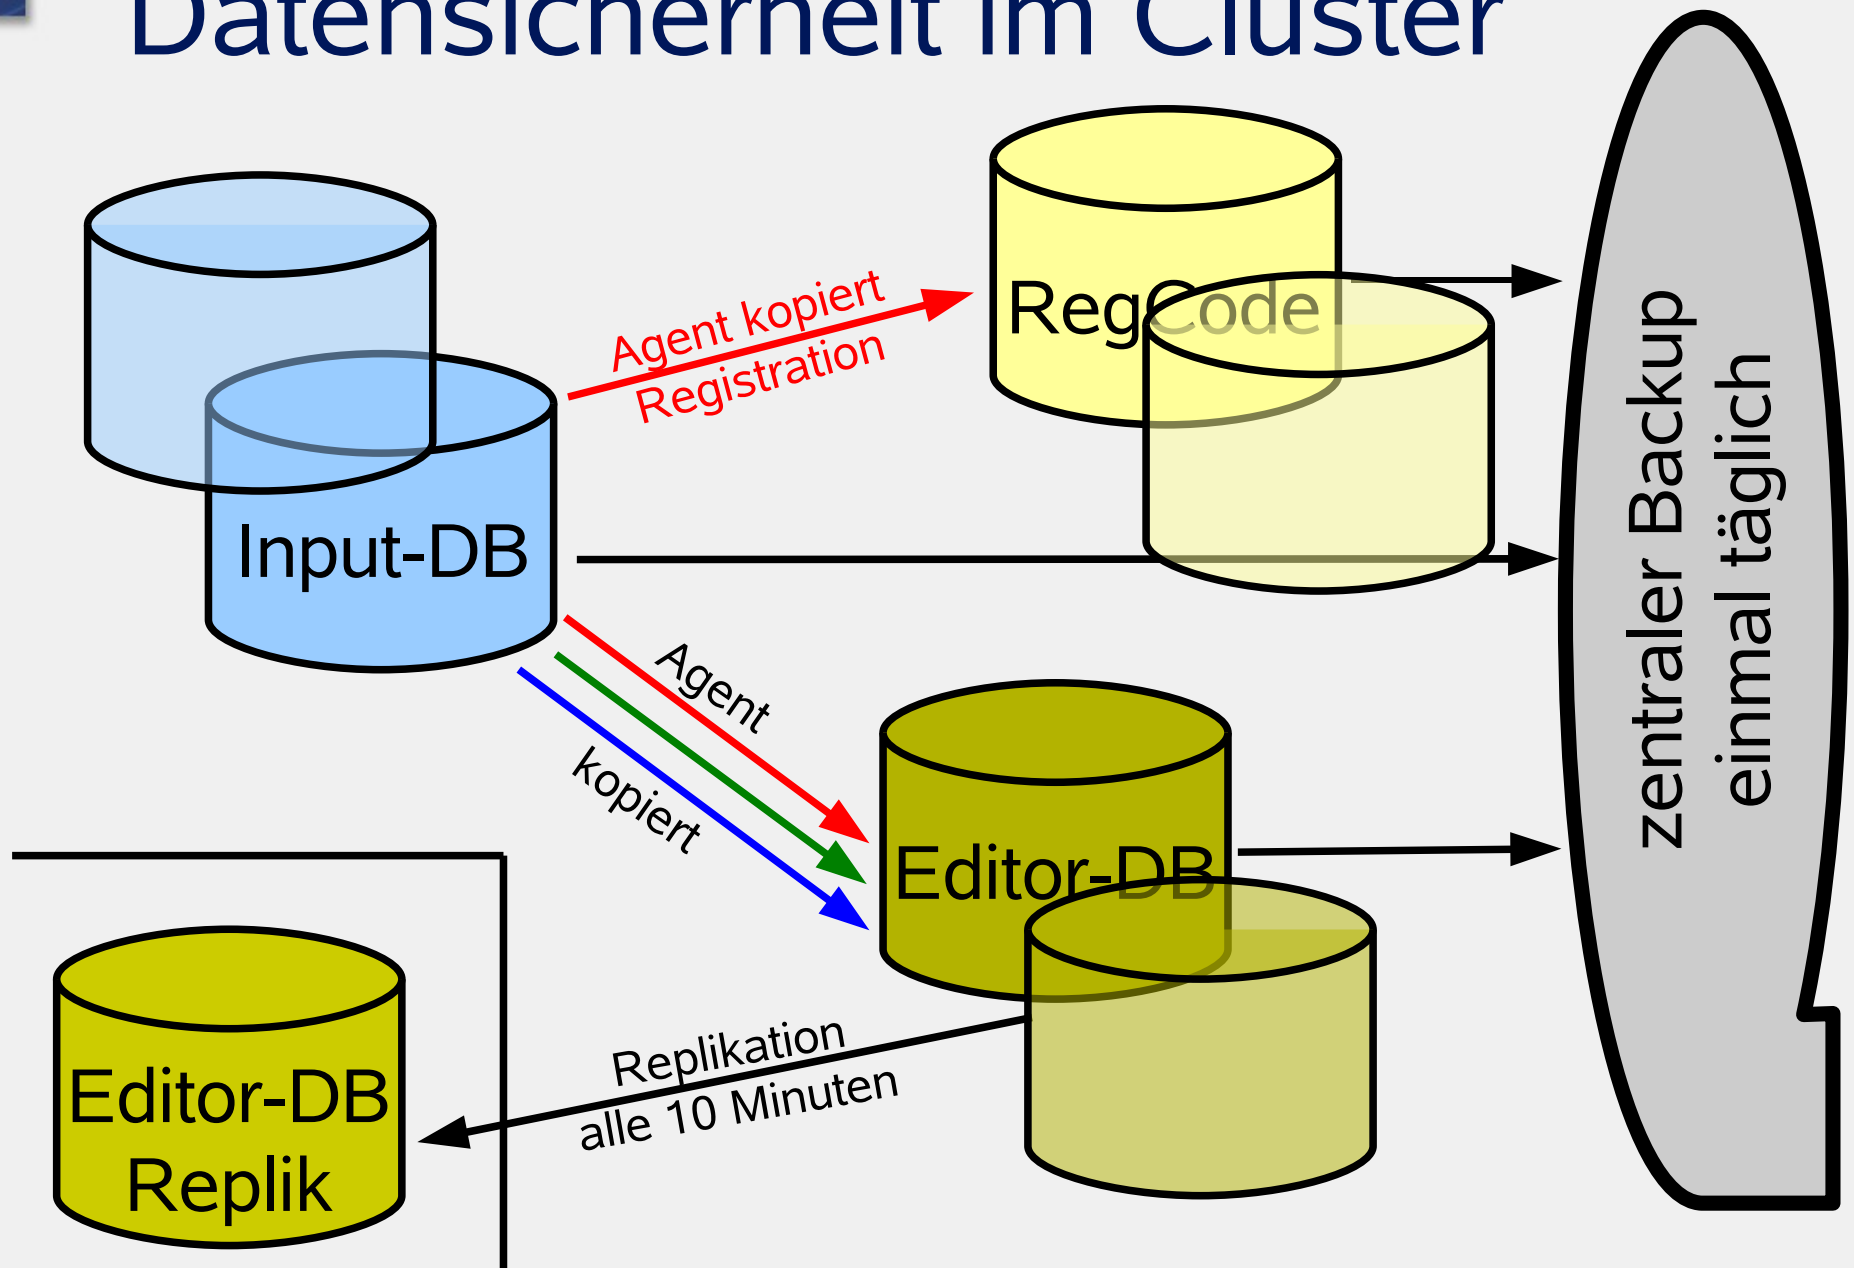 Datensicherheit im Cluster
Agent kopiert
Registration
RegCode
Input-DB
zentraler Backup
einmal täglich
Agent
kopiert
Editor-DB
Replikation
alle 10 Minuten
Editor-DB
Replik